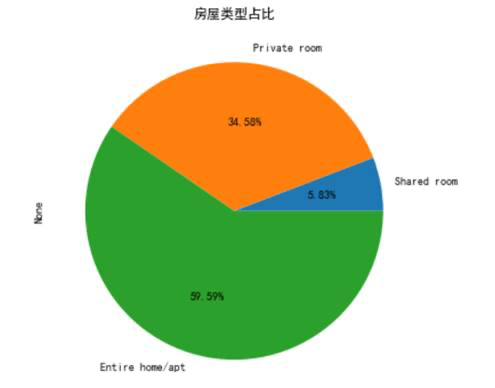 房屋类型占比
Private room
34.58%
Shared room
5.83%
None
59.59%
Entire home/apt